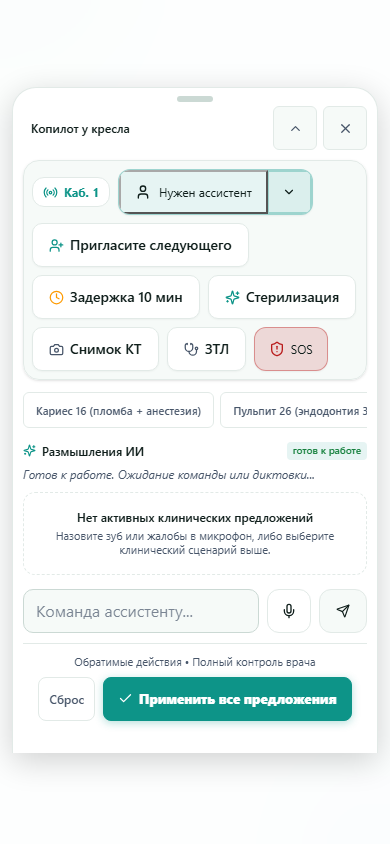 Копилот у кресла
Каб. 1
Нужен ассистент
Пригласите следующего
Задержка 10 мин
Стерилизация
Снимок КТ
ЗТЛ
SOS
Кариес 16 (пломба + анестезия)
Пульпит 26 (эндодонтия
Размышления ИИ
готов к работе
Готов к работе. Ожидание команды или диктовки...
Нет активных клинических предложений
Назовите зуб или жалобы в микрофон, либо выберите
клинический сценарий выше.
Команда ассистенту...
Обратимые действия • Полный контроль врача
Сброс
Применить все предложения